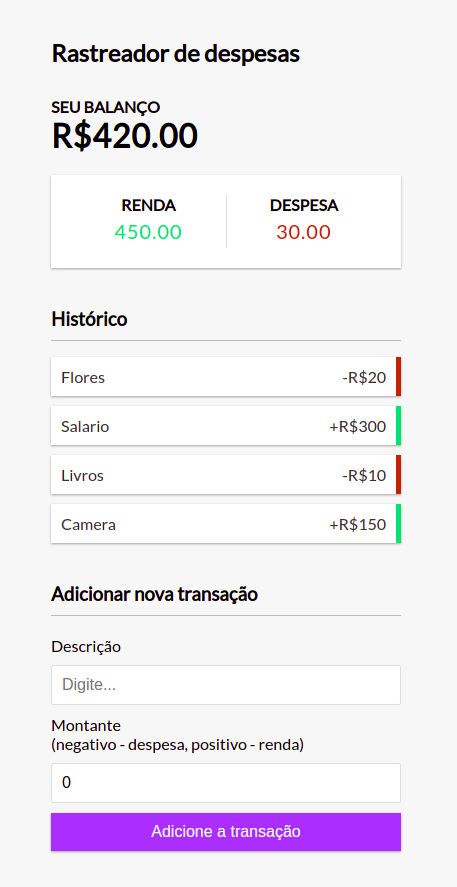 Rastreador de despesas
SEU BALANÇO
R$420.00
RENDA
450.00
DESPESA
30.00
Histórico
Flores -R$20
Salario +R$300
Livros -R$10
Camera +R$150
Adicionar nova transação
Descrição
Digite...
Montante
(negativo - despesa, positivo - renda)
0
Adicione a transação